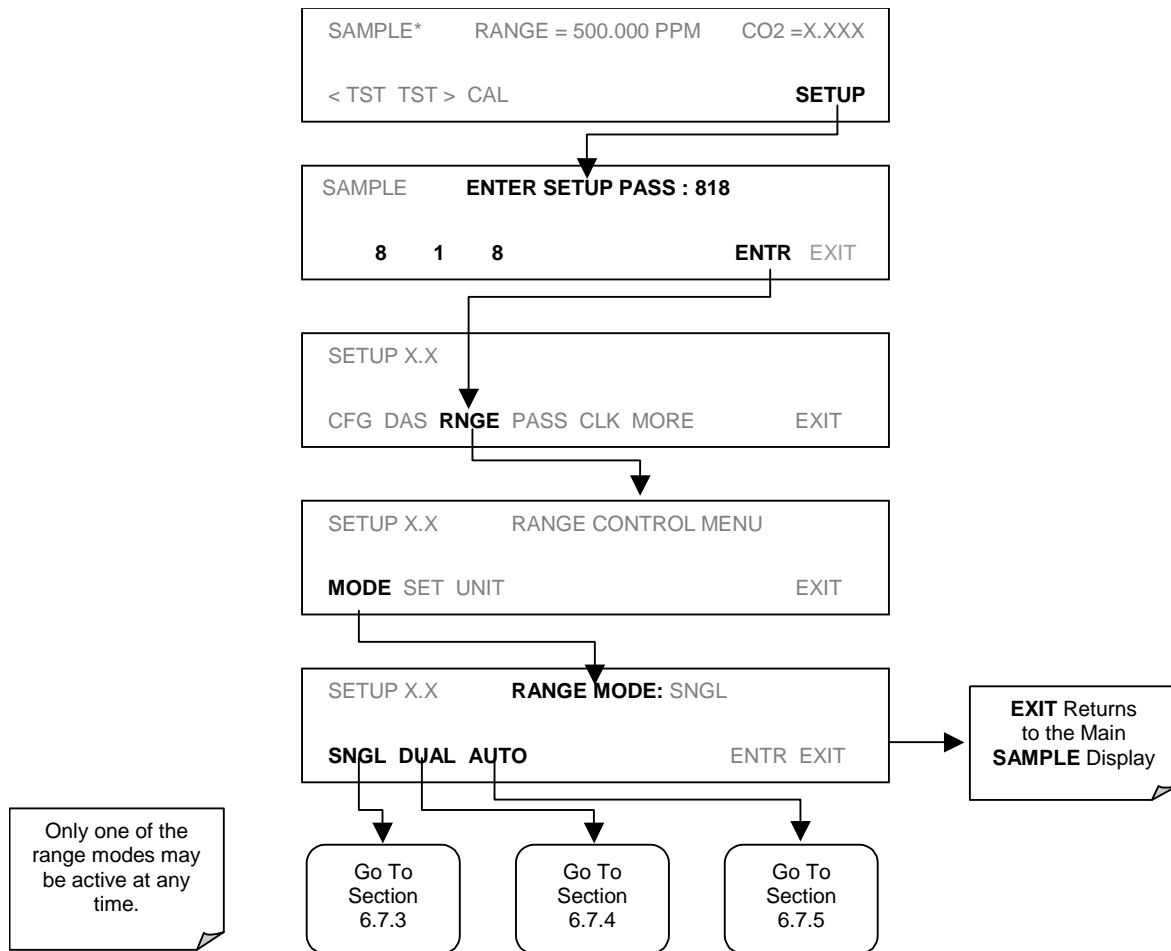 SAMPLE* RANGE = 500.000 PPM CO2 =X.XXX
< TST TST > CAL SETUP
SAMPLE ENTER SETUP PASS : 818
8 1 8 ENTR EXIT
SETUP X.X
CFG DAS RNGE PASS CLK MORE EXIT
SETUP X.X RANGE CONTROL MENU
MODE SET UNIT EXIT
SETUP X.X RANGE MODE: SNGL
SNGL DUAL AUTO ENTR EXIT
EXIT Returns
to the Main
SAMPLE Display
Only one of the
range modes may
be active at any
time.
Go To
Section
6.7.3
Go To
Section
6.7.4
Go To
Section
6.7.5